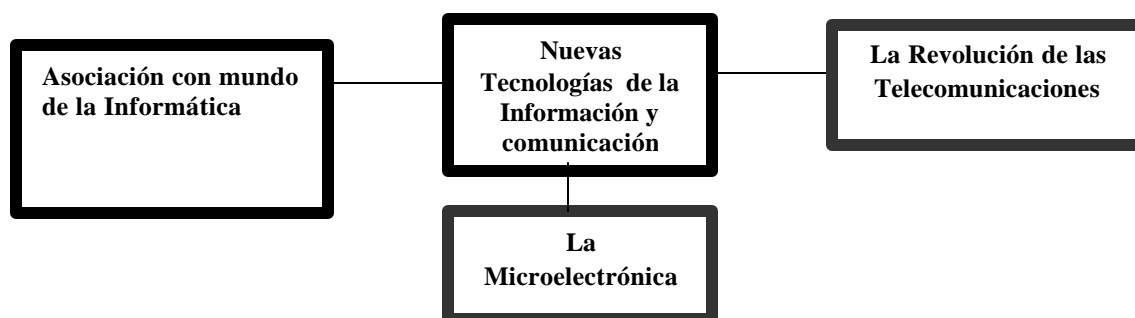 Asociación con mundo
de la Informática
Nuevas
Tecnologías de la
Información y
comunicación
La Revolución de las
Telecomunicaciones
La
Microelectrónica